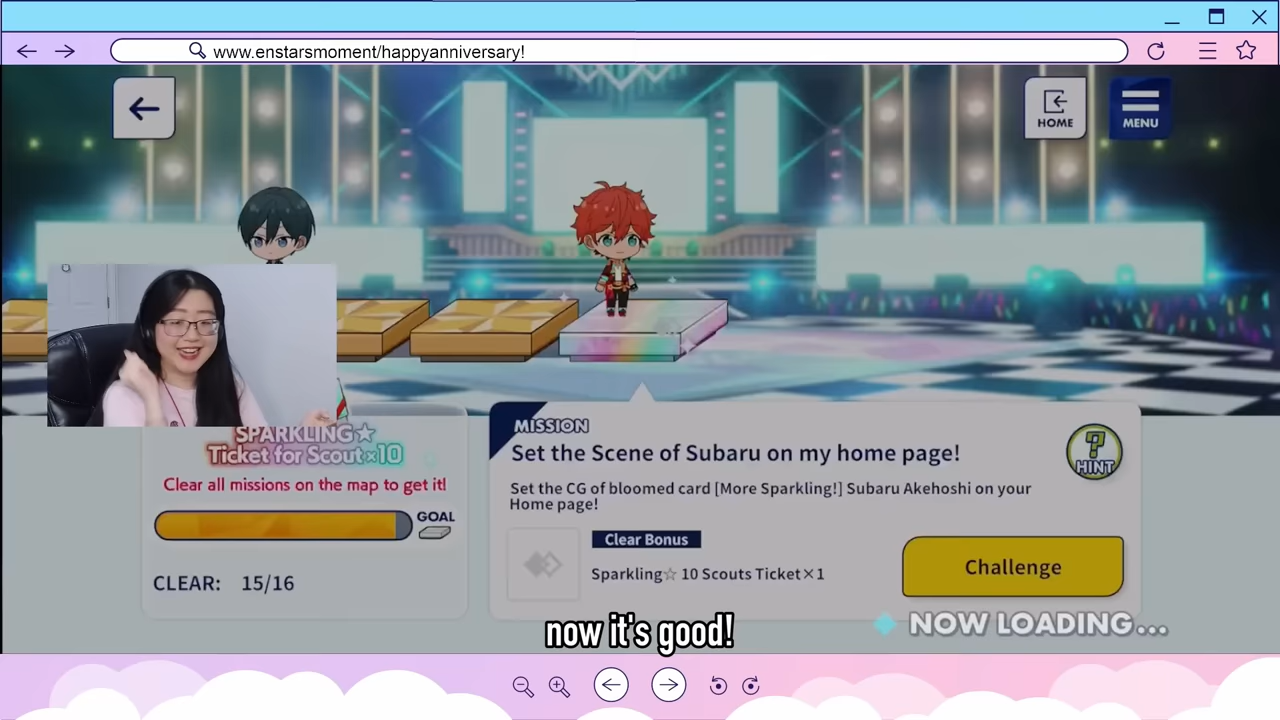 www.enstarsmoment/happyanniversary!
HOME
MENU
SPARKLING☆
Ticket for Scout×10
Clear all missions on the map to get it!
GOAL
CLEAR: 15/16
MISSION
Set the Scene of Subaru on my home page!
Set the CG of bloomed card [More Sparkling!] Subaru Akehoshi on your
Home page!
HINT
Clear Bonus
Sparkling☆ 10 Scouts Ticket×1
Challenge
NOW LOADING...
now it's good!